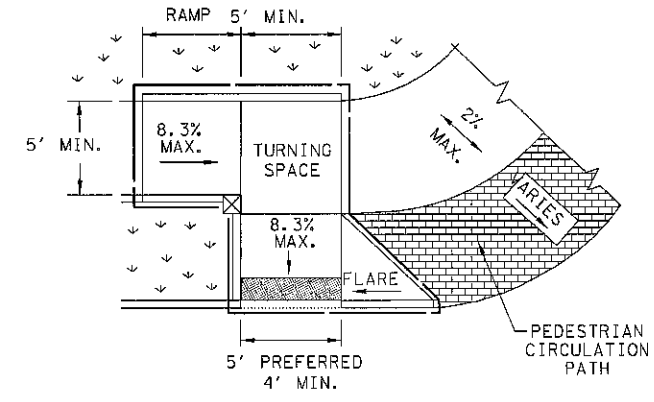 RAMP
5' MIN.
5' MIN.
8.3%
MAX.
TURNING
SPACE
2%
MAX.
VARIES
8.3%
MAX.
FLARE
PEDESTRIAN
CIRCULATION
PATH
5' PREFERRED
4' MIN.